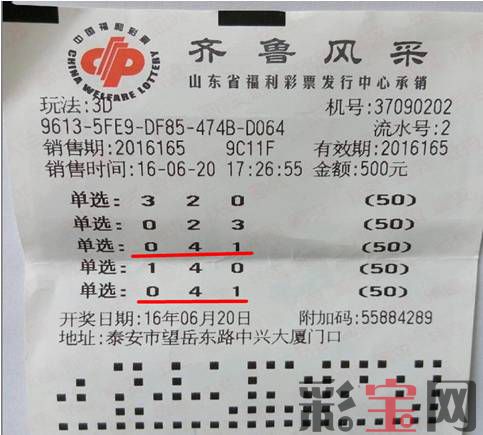 中国福利彩票
CHINA WELFARE LOTTERY
齐鲁风采
山东省福利彩票发行中心承销
玩法:3D 机号:37090202
9613-5FE9-DF85-474B-D064 流水号:2
销售期:2016165 9C11F 有效期:2016165
销售时间:16-06-20 17:26:55 金额:500元
单选: 3 2 0 (50)
单选: 0 2 3 (50)
单选: 0 4 1 (50)
单选: 1 4 0 (50)
单选: 0 4 1 (50)
开奖日期:16年06月20日 附加码:55884289
地址:泰安市望岳东路中兴大厦门口
彩宝网